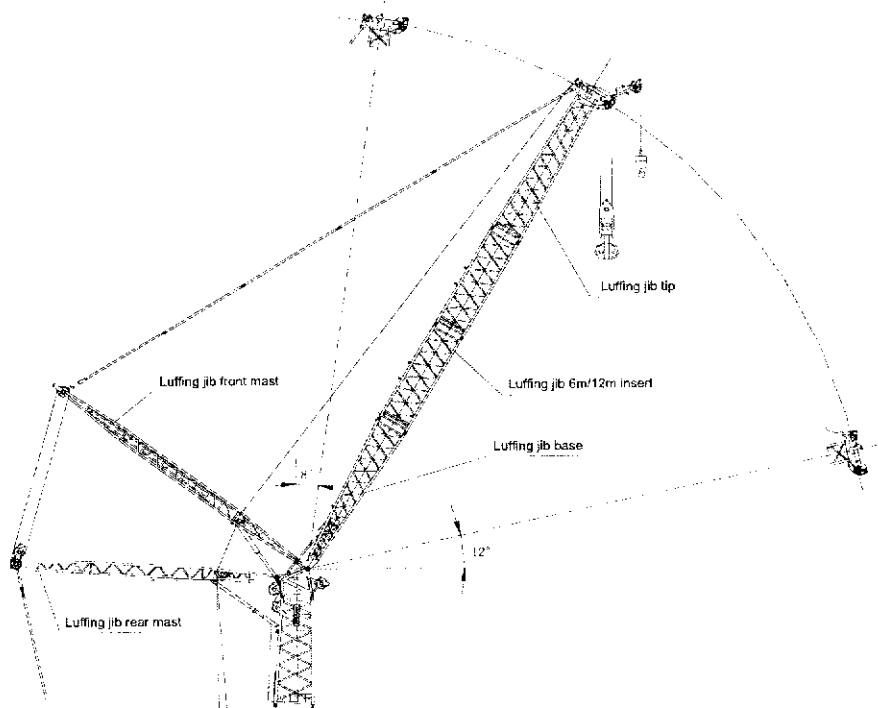 Luffing jib tip
Luffing jib front mast
Luffing jib 6m/12m insert
Luffing jib base
12°
Luffing jib rear mast